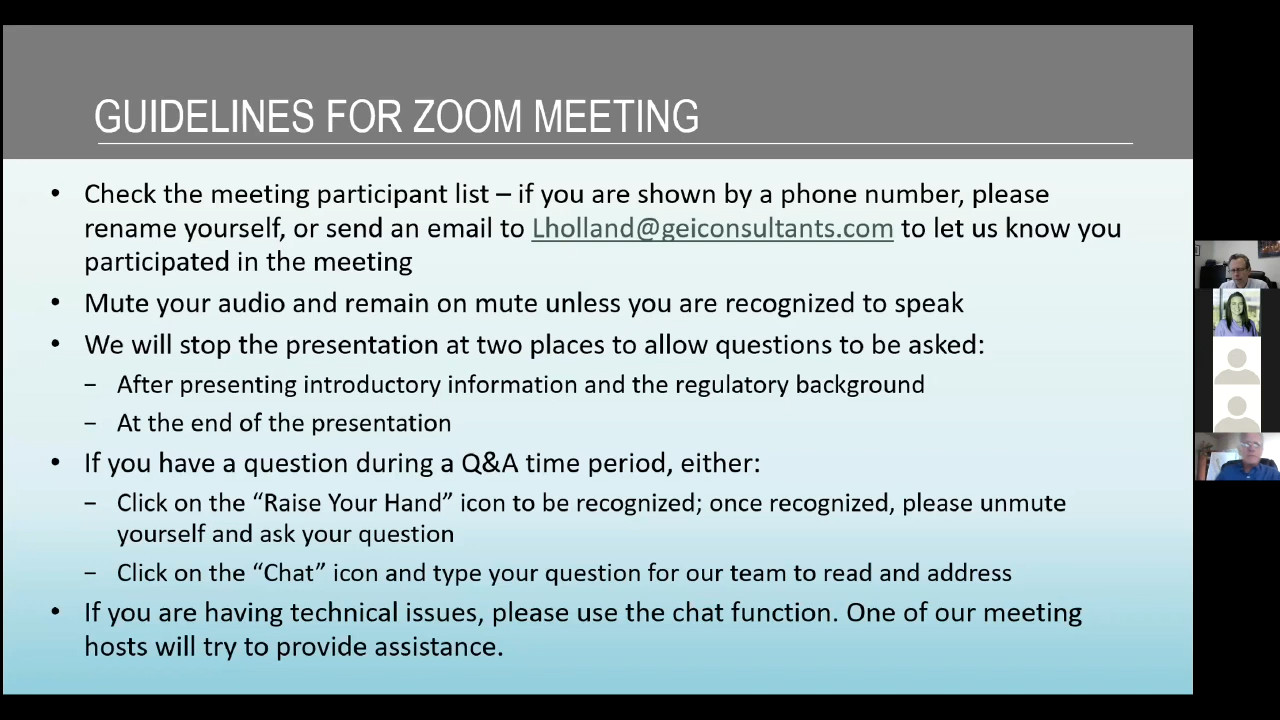 GUIDELINES FOR ZOOM MEETING
• Check the meeting participant list – if you are shown by a phone number, please
rename yourself, or send an email to Lholland@geiconsultants.com to let us know you
participated in the meeting
• Mute your audio and remain on mute unless you are recognized to speak
• We will stop the presentation at two places to allow questions to be asked:
– After presenting introductory information and the regulatory background
– At the end of the presentation
• If you have a question during a Q&A time period, either:
– Click on the “Raise Your Hand” icon to be recognized; once recognized, please unmute
yourself and ask your question
– Click on the “Chat” icon and type your question for our team to read and address
• If you are having technical issues, please use the chat function. One of our meeting
hosts will try to provide assistance.